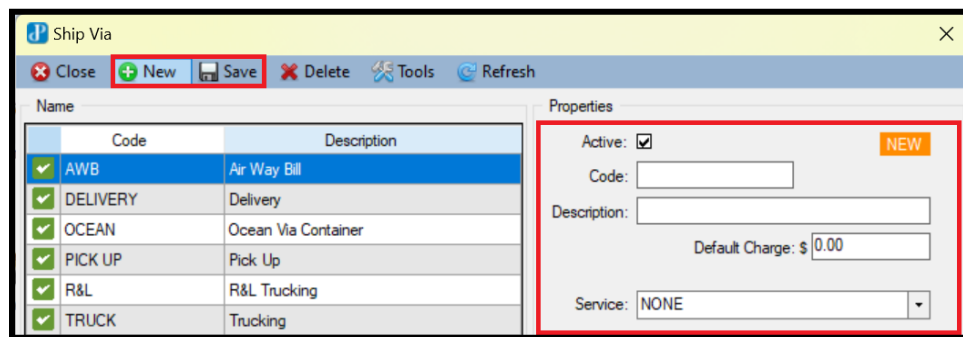 Ship Via
Close New Save Delete Tools Refresh
Name
Code Description
AWB Air Way Bill
DELIVERY Delivery
OCEAN Ocean Via Container
PICK UP Pick Up
R&L R&L Trucking
TRUCK Trucking
Properties
Active: NEW
Code:
Description:
Default Charge: $ 0.00
Service: NONE